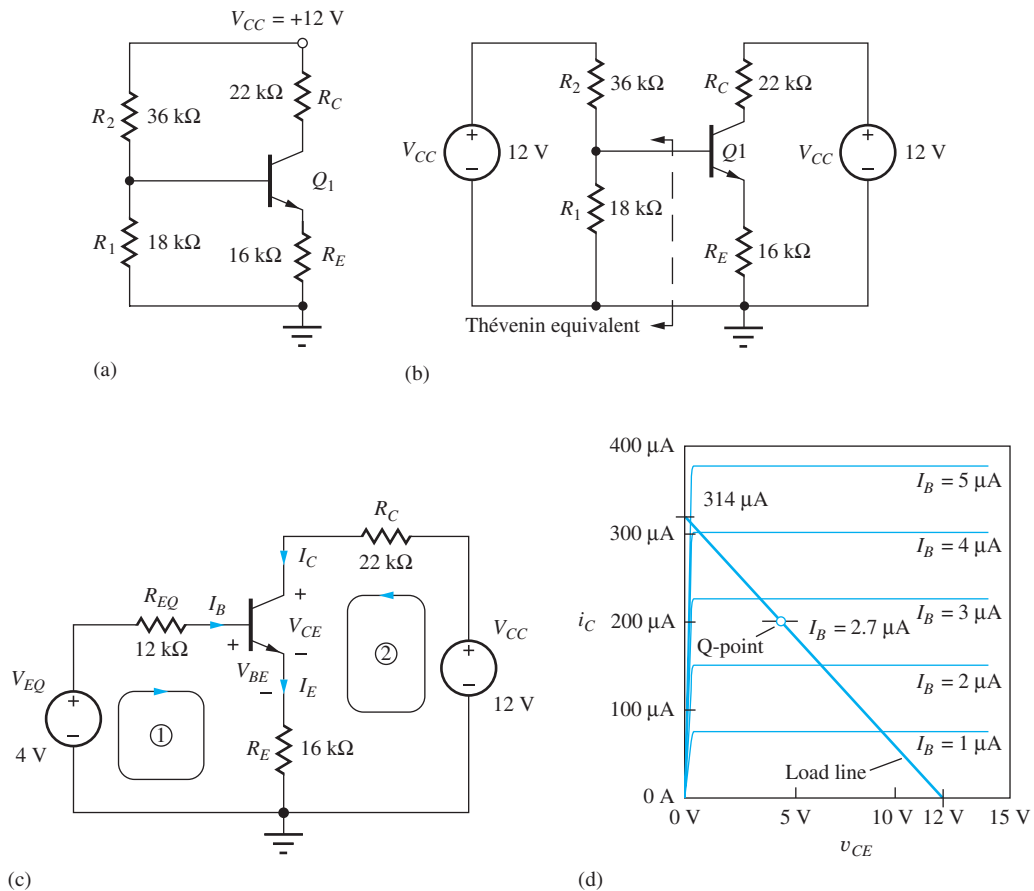 V_CC = +12 V
22 kΩ
R_C
R_2
36 kΩ
Q_1
R_1
18 kΩ
16 kΩ
R_E
(a)
R_2
36 kΩ
R_C
22 kΩ
V_CC
12 V
Q1
V_CC
12 V
R_1
18 kΩ
R_E
16 kΩ
Thévenin equivalent
(b)
R_C
22 kΩ
I_C
R_EQ
I_B
12 kΩ
+
V_CE
−
+
V_BE
−
I_E
V_CC
12 V
V_EQ
4 V
①
②
R_E
16 kΩ
(c)
400 µA
I_B = 5 µA
314 µA
300 µA
I_B = 4 µA
i_C
200 µA
I_B = 3 µA
I_B = 2.7 µA
Q-point
I_B = 2 µA
100 µA
I_B = 1 µA
Load line
0 A
0 V
5 V
10 V
12 V
15 V
v_CE
(d)